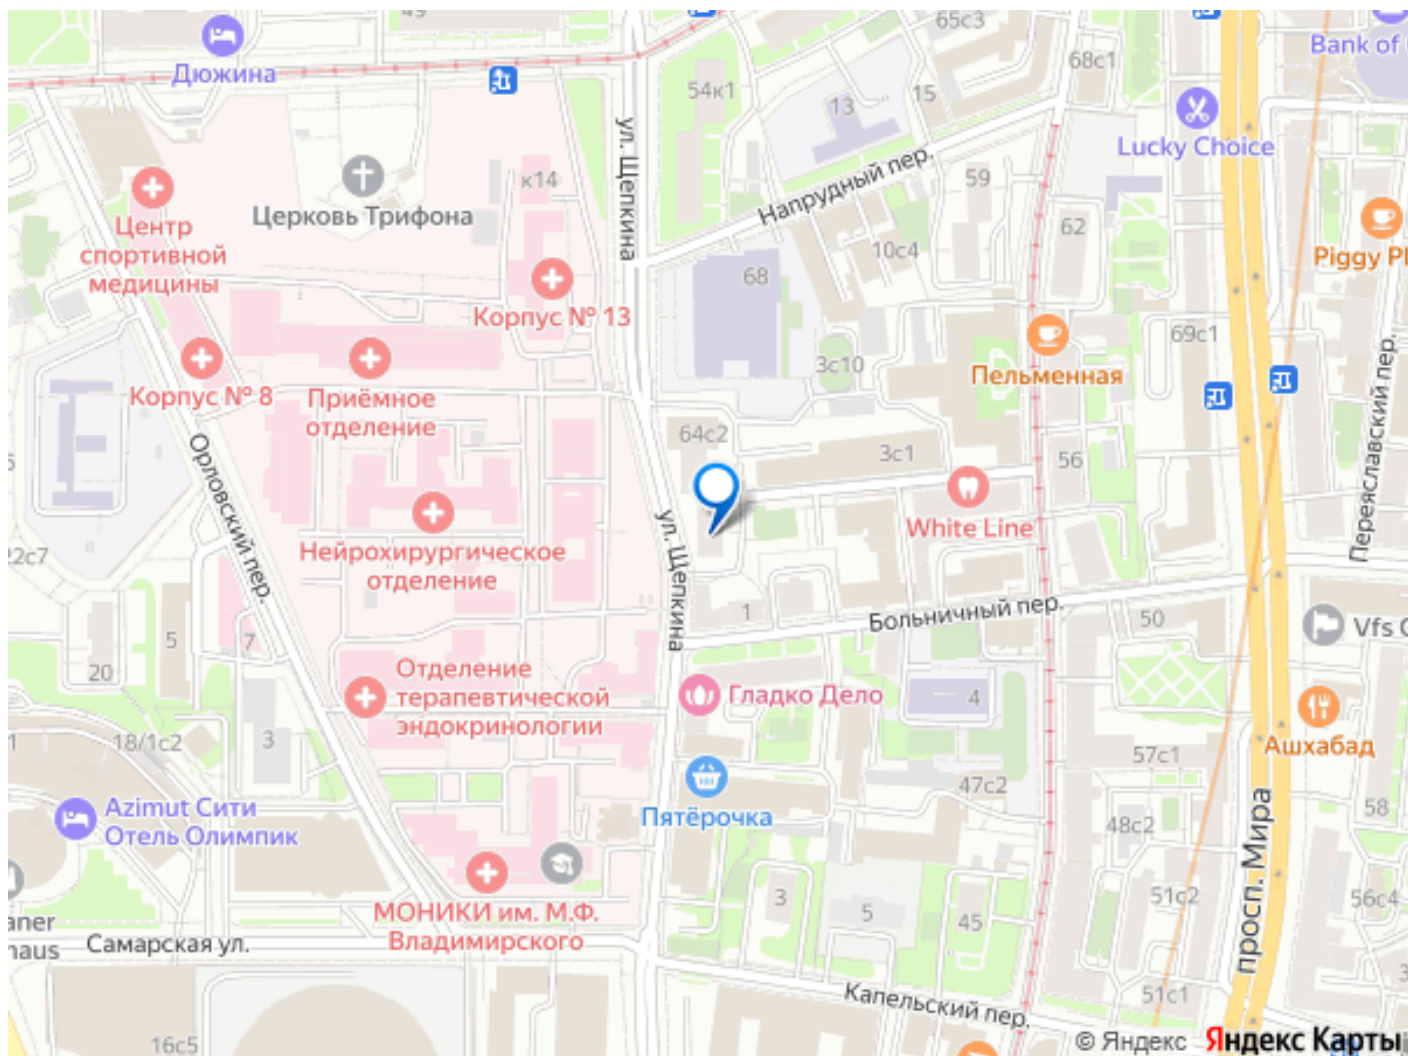 49
65с3
Дюжина
54к1
68с1
Bank of
13
15
Lucky Choice
ул. Щепкина
Напрудный пер.
59
к14
Церковь Трифона
Центр
спортивной
медицины
62
10с4
Piggy
68
Корпус № 13
69с1
3с10
Пельменная
Корпус № 8
Приёмное
отделение
Переяславский пер.
64с2
3с1
56
Орловский пер.
White Line
ул. Щепкина
Нейрохирургическое
отделение
22с7
1
Больничный пер.
50
Vfs
5
7
20
Отделение
терапевтической
эндокринологии
Гладко Дело
4
3
18/1с2
1
57с1
Ашхабад
47с2
Azimut Сити
Отель Олимпик
Пятёрочка
48с2
58
просп. Мира
3
5
45
51с2
56с4
МОНИКИ им. М.Ф.
Владимирского
Самарская ул.
Капельский пер.
51с1
16с5
© Яндекс Яндекс Карты